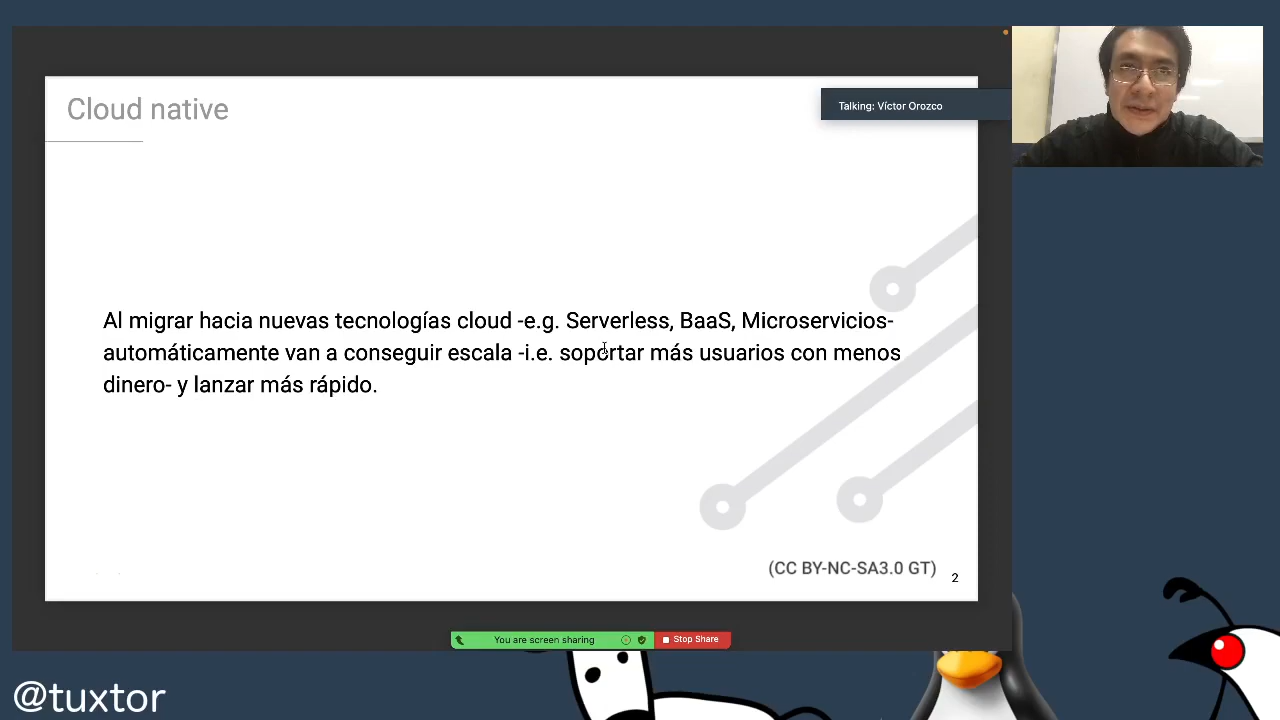 Cloud native
Talking: Víctor Orozco
Al migrar hacia nuevas tecnologías cloud -e.g. Serverless, BaaS, Microservicios-
automáticamente van a conseguir escala -i.e. soportar más usuarios con menos
dinero- y lanzar más rápido.
(CC BY-NC-SA3.0 GT)
2
You are screen sharing
Stop Share
@tuxtor